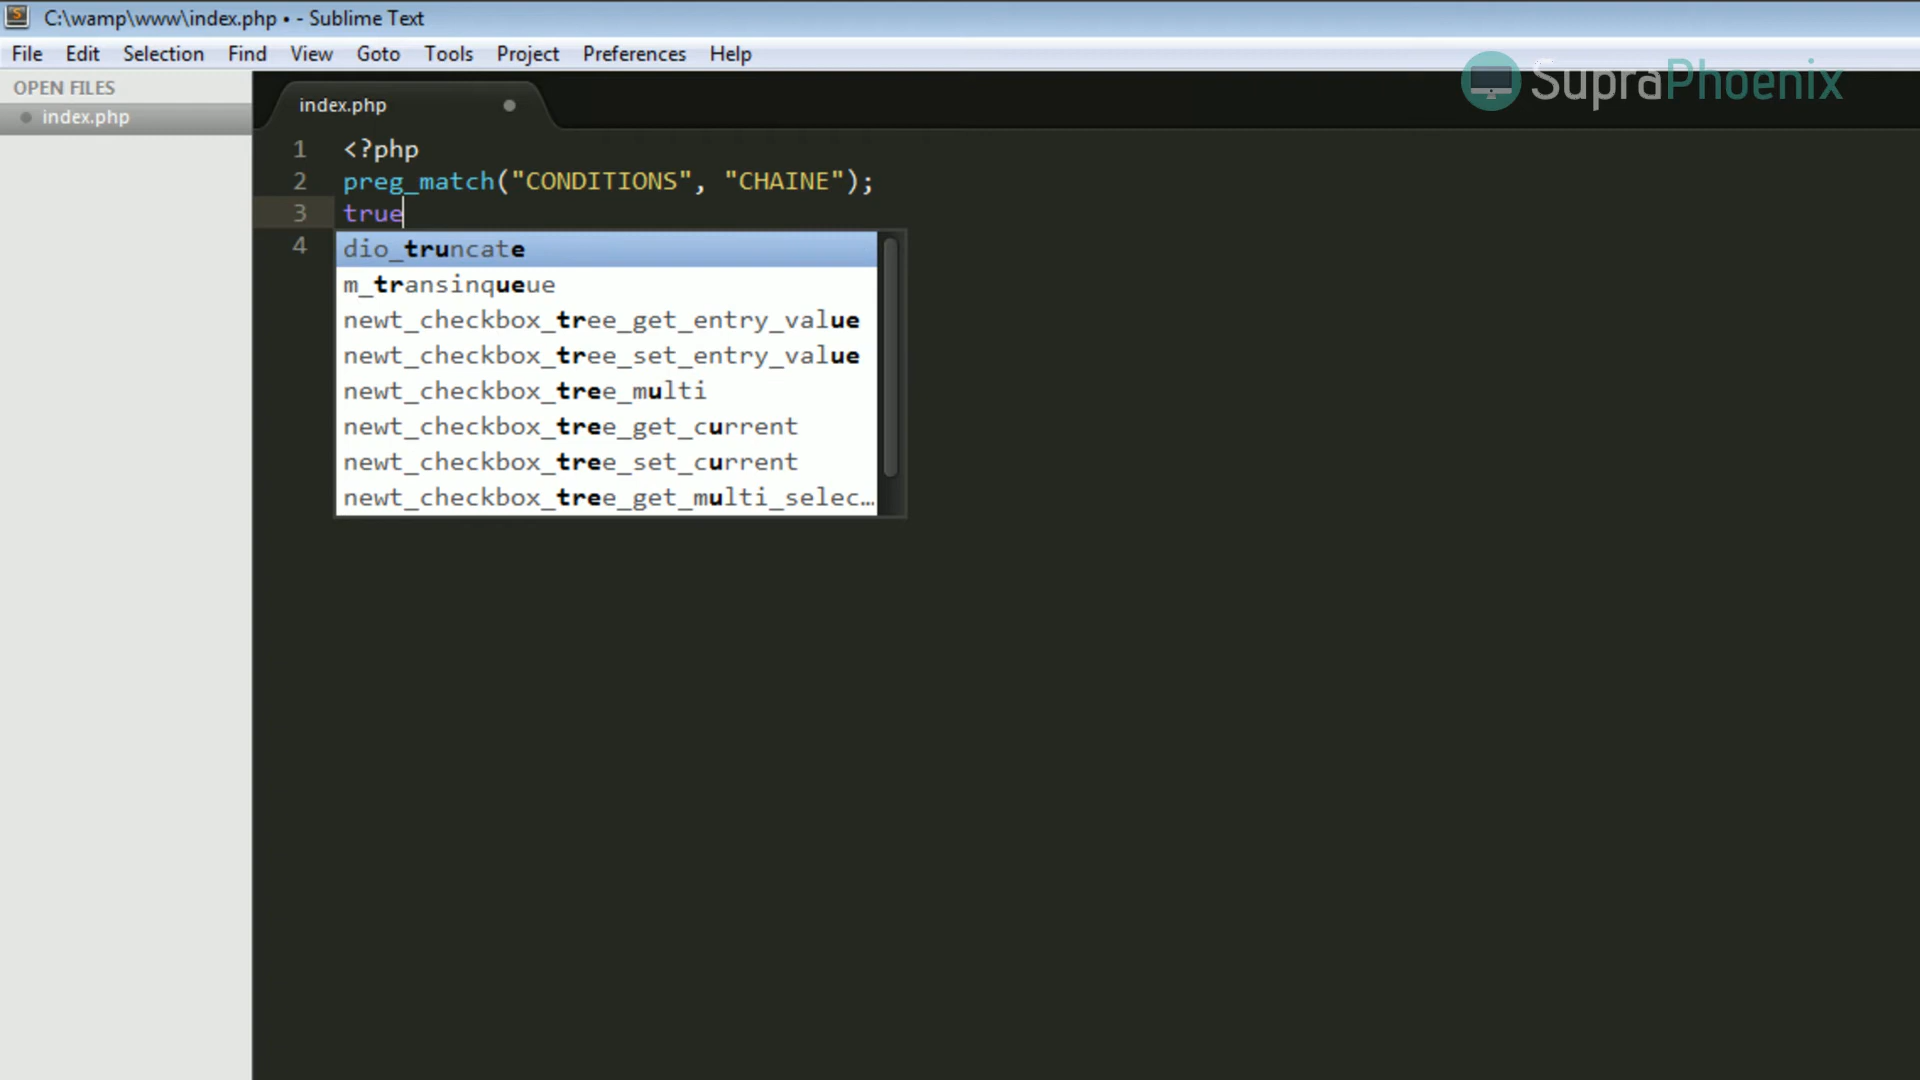 C:\wamp\www\index.php • - Sublime Text
File Edit Selection Find View Goto Tools Project Preferences Help
SupraPhoenix
OPEN FILES
index.php
index.php
1 <?php
2 preg_match("CONDITIONS", "CHAINE");
3 true
4
dio_truncate
m_transinqueue
newt_checkbox_tree_get_entry_value
newt_checkbox_tree_set_entry_value
newt_checkbox_tree_multi
newt_checkbox_tree_get_current
newt_checkbox_tree_set_current
newt_checkbox_tree_get_multi_selec…